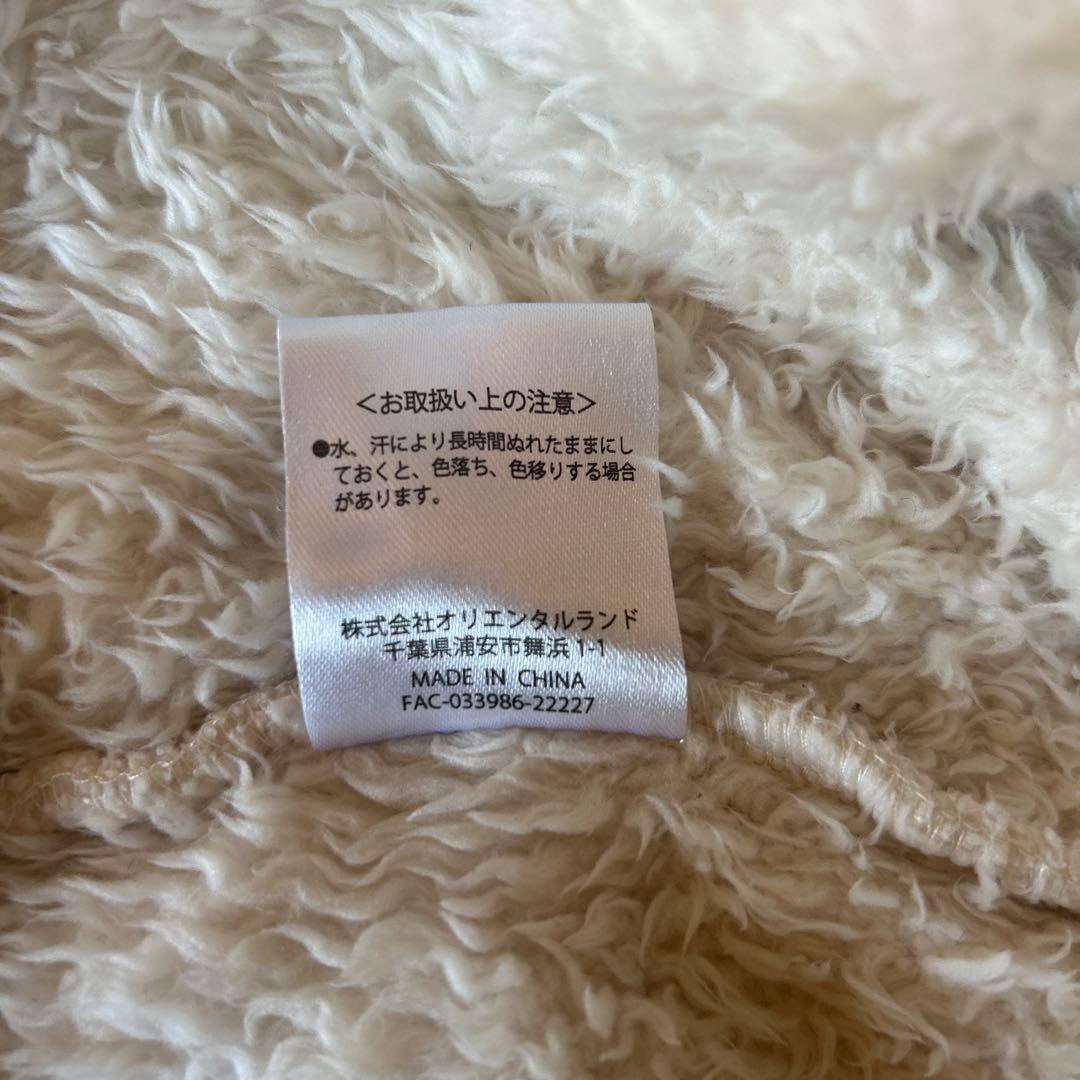 <お取扱い上の注意>
●水、汗により長時間ぬれたままにし
ておくと、色落ち、色移りする場合
があります。
株式会社オリエンタルランド
千葉県浦安市舞浜1-1
MADE IN CHINA
FAC-033986-22227